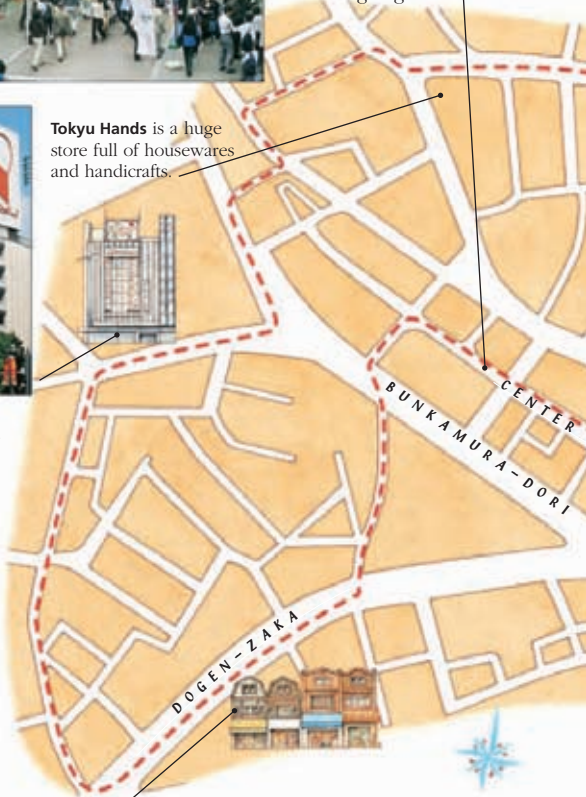 Tokyu Hands is a huge
store full of housewares
and handicrafts.
CENTER
BUNKAMURA-DORI
DOGEN-ZAKA